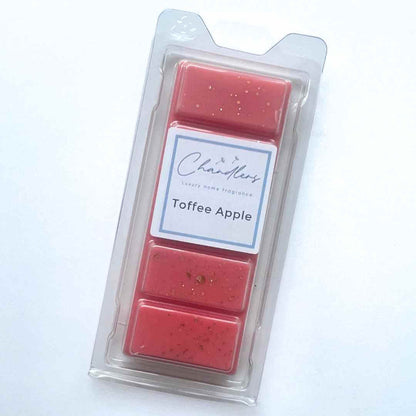 Chandlers
Luxury home fragrance.
Toffee Apple